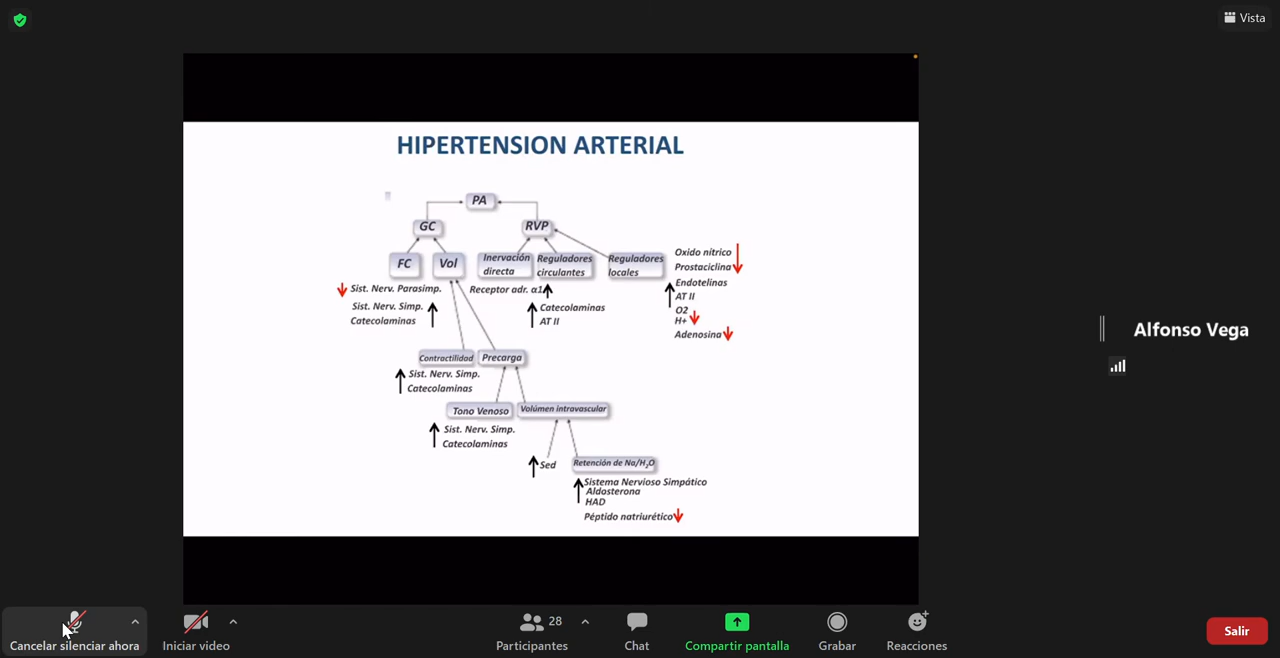 Vista
HIPERTENSION ARTERIAL
PA
GC
RVP
FC
Vol
Inervación
directa
Reguladores
circulantes
Reguladores
locales
Oxido nítrico
Prostaciclina
Endotelinas
AT II
O2
H+
Adenosina
Sist. Nerv. Parasimp.
Sist. Nerv. Simp.
Catecolaminas
Receptor adr. α1
Catecolaminas
AT II
Contractilidad
Precarga
Sist. Nerv. Simp.
Catecolaminas
Tono Venoso
Volúmen intravascular
Sist. Nerv. Simp.
Catecolaminas
Sed
Retención de Na/H₂O
Sistema Nervioso Simpático
Aldosterona
HAD
Péptido natriurético
Alfonso Vega
Cancelar silenciar ahora
Iniciar video
28
Participantes
Chat
Compartir pantalla
Grabar
Reacciones
Salir